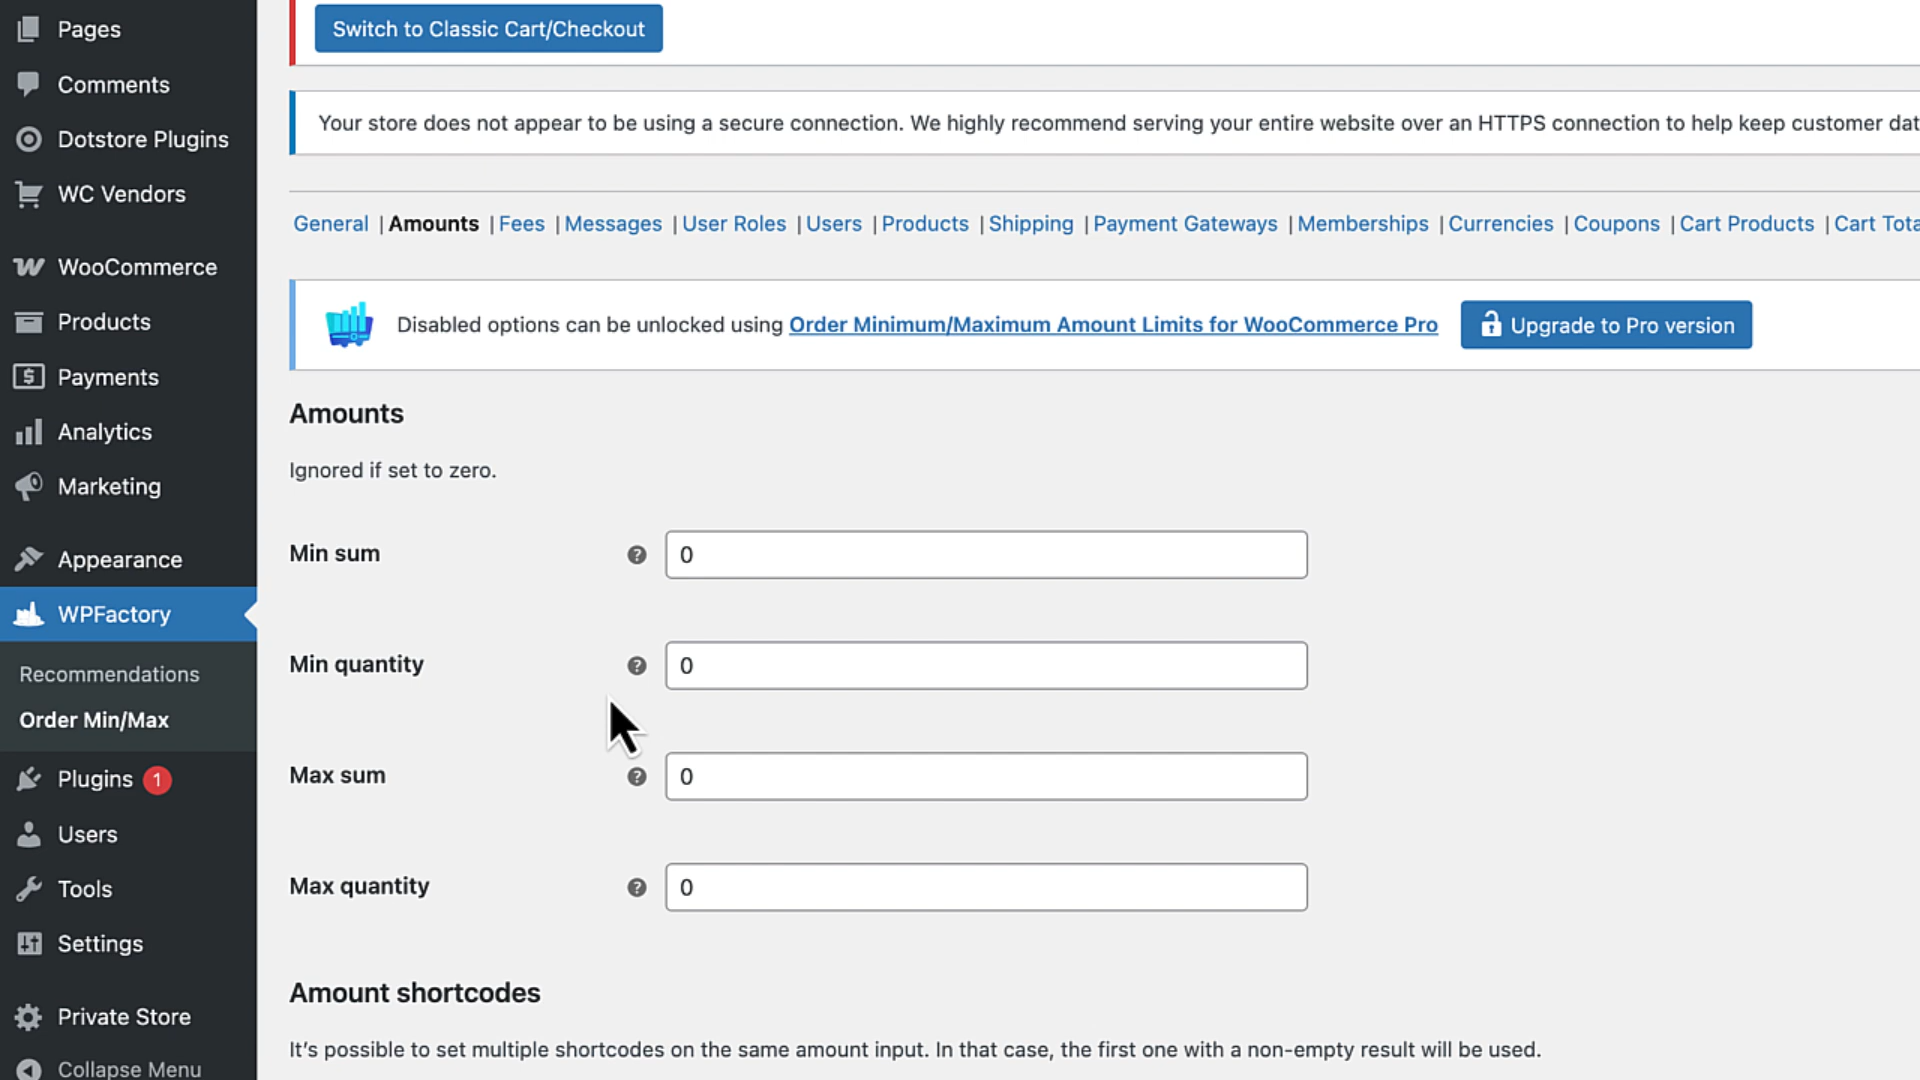 Pages
Comments
Dotstore Plugins
WC Vendors
WooCommerce
Products
Payments
Analytics
Marketing
Appearance
WPFactory
Recommendations
Order Min/Max
Plugins 1
Users
Tools
Settings
Private Store
Collapse Menu
Switch to Classic Cart/Checkout
Your store does not appear to be using a secure connection. We highly recommend serving your entire website over an HTTPS connection to help keep customer dat
General | Amounts | Fees | Messages | User Roles | Users | Products | Shipping | Payment Gateways | Memberships | Currencies | Coupons | Cart Products | Cart Tota
Disabled options can be unlocked using Order Minimum/Maximum Amount Limits for WooCommerce Pro Upgrade to Pro version
Amounts
Ignored if set to zero.
Min sum ? 0
Min quantity ? 0
Max sum ? 0
Max quantity ? 0
Amount shortcodes
It's possible to set multiple shortcodes on the same amount input. In that case, the first one with a non-empty result will be used.